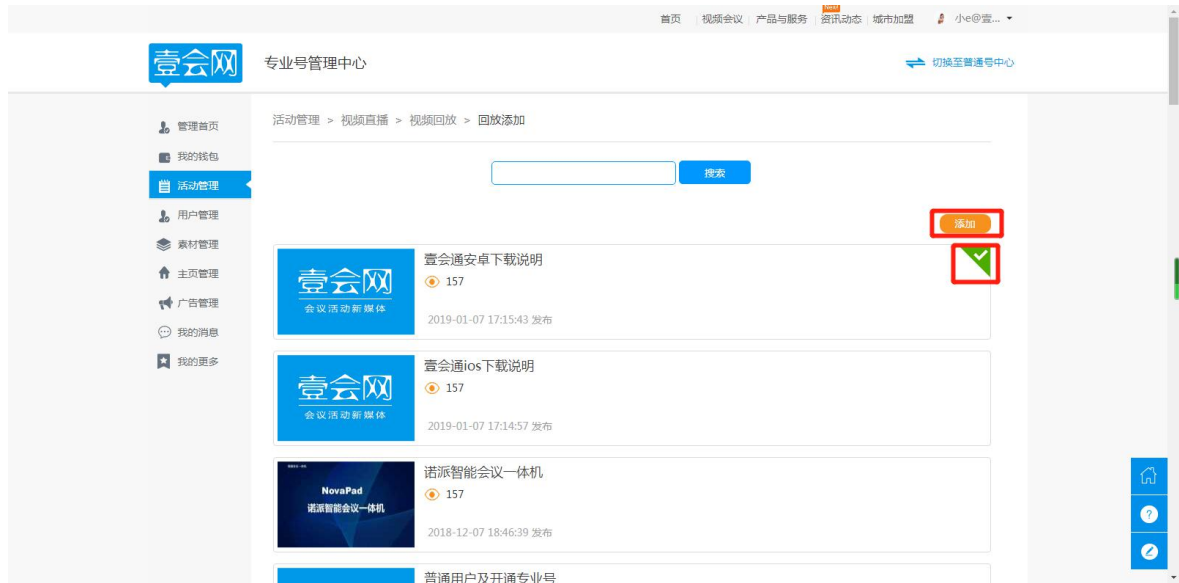 首页 视频会议 产品与服务 资讯动态 城市加盟 小e@壹...
壹会网 专业号管理中心 切换至普通号中心
管理首页
我的钱包
活动管理
用户管理
素材管理
主页管理
广告管理
我的消息
我的更多
活动管理 > 视频直播 > 视频回放 > 回放添加
搜索
添加
壹会网
会议活动新媒体
壹会通安卓下载说明
157
2019-01-07 17:15:43 发布
壹会网
会议活动新媒体
壹会通ios下载说明
157
2019-01-07 17:14:57 发布
NovaPad
诺派智能会议一体机
诺派智能会议一体机
157
2018-12-07 18:46:39 发布
普通用户及开通专业号